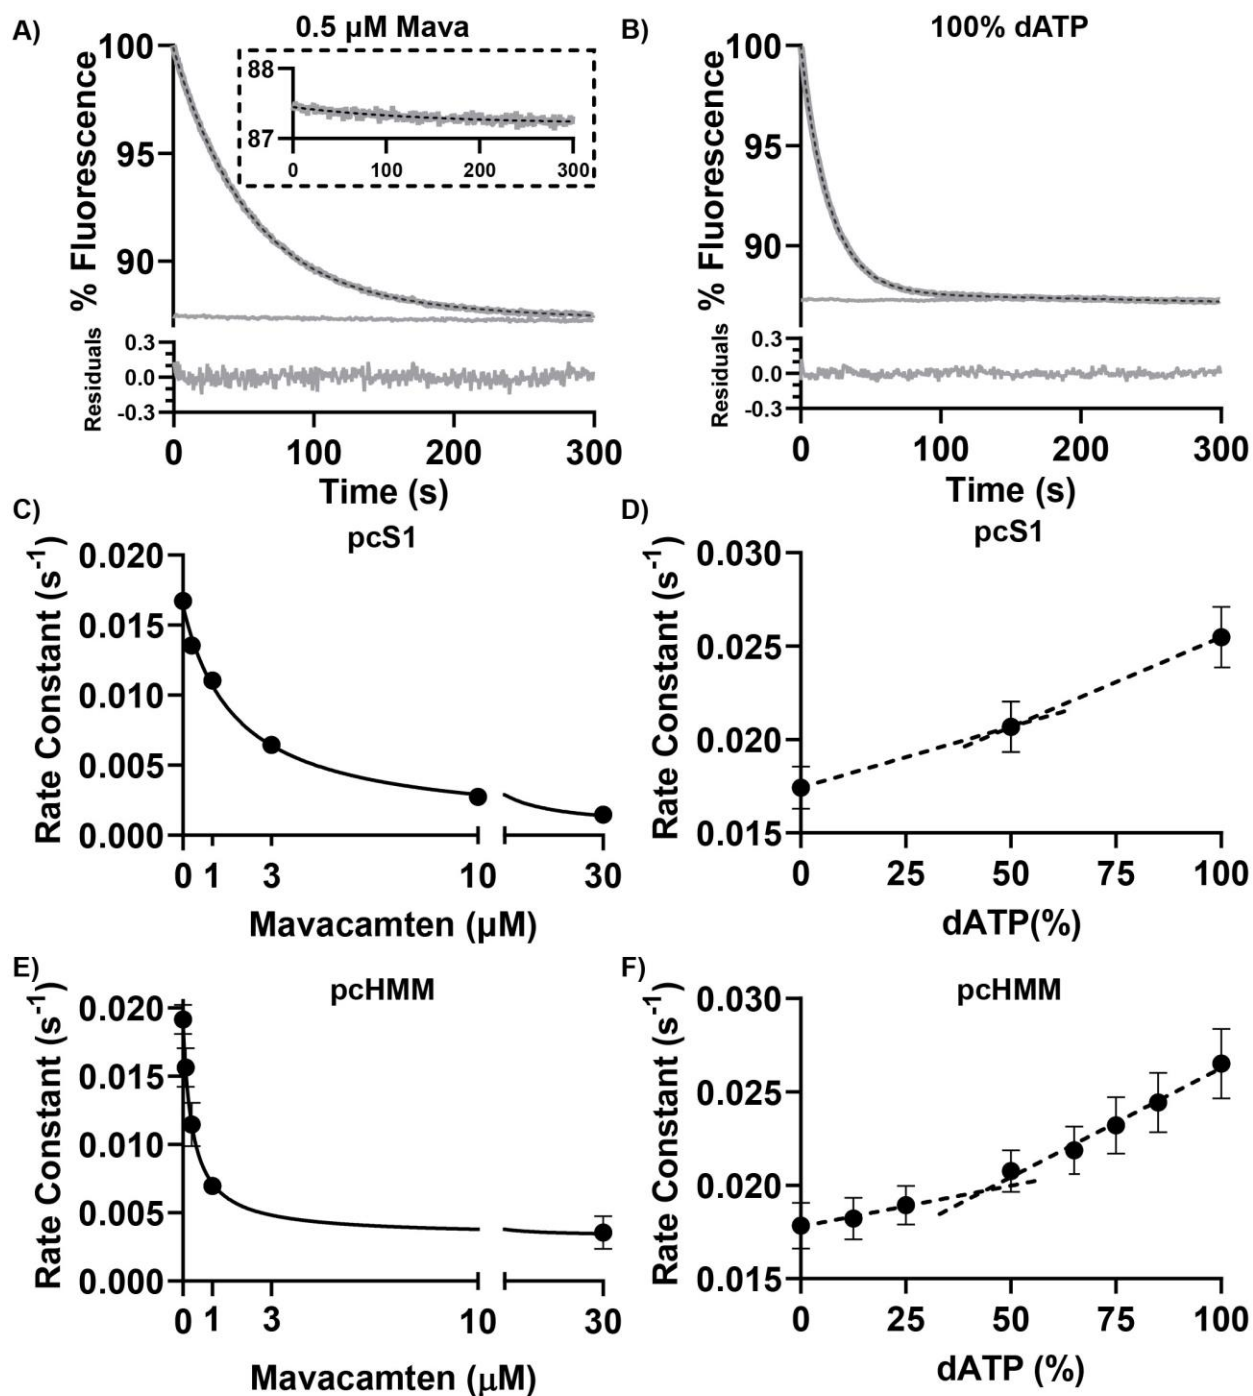 A)
0.5 µM Mava
% Fluorescence
100
95
90
88
87
0
100
200
300
Residuals
0.3
0.0
-0.3
0
100
200
300
Time (s)
B)
100% dATP
% Fluorescence
100
95
90
Residuals
0.3
0.0
-0.3
0
100
200
300
Time (s)
C)
pcS1
Rate Constant (s-1)
0.020
0.015
0.010
0.005
0.000
0
1
3
10
30
Mavacamten (µM)
D)
pcS1
Rate Constant (s-1)
0.030
0.025
0.020
0.015
0
25
50
75
100
dATP(%)
E)
pcHMM
Rate Constant (s-1)
0.020
0.015
0.010
0.005
0.000
0
1
3
10
30
Mavacamten (µM)
F)
pcHMM
Rate Constant (s-1)
0.030
0.025
0.020
0.015
0
25
50
75
100
dATP (%)